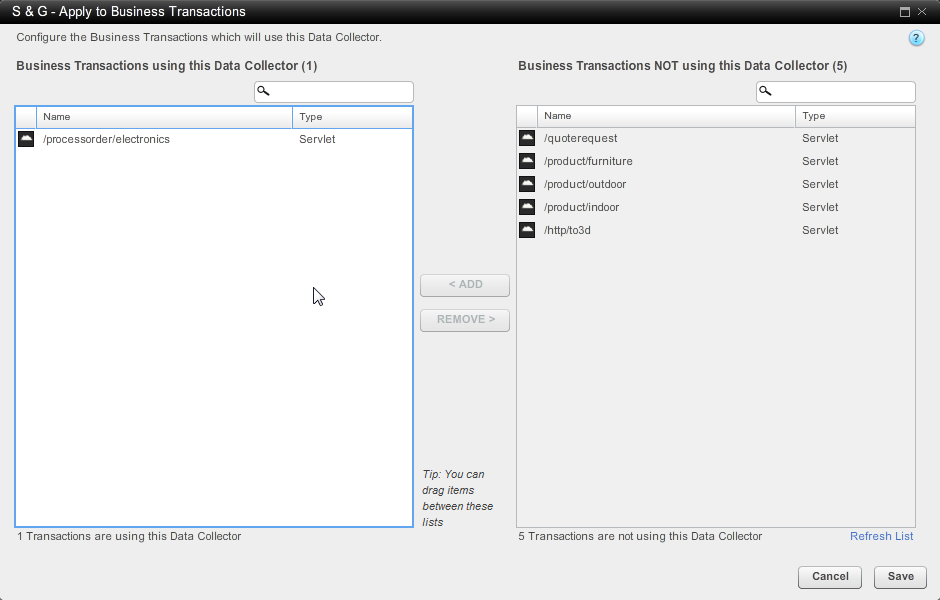 S & G - Apply to Business Transactions
Configure the Business Transactions which will use this Data Collector.
?
Business Transactions using this Data Collector (1)
Name Type
/processorder/electronics Servlet
1 Transactions are using this Data Collector
< ADD
REMOVE >
Tip: You can
drag items
between these
lists
Business Transactions NOT using this Data Collector (5)
Name Type
/quoterequest Servlet
/product/furniture Servlet
/product/outdoor Servlet
/product/indoor Servlet
/http/to3d Servlet
5 Transactions are not using this Data Collector Refresh List
Cancel Save